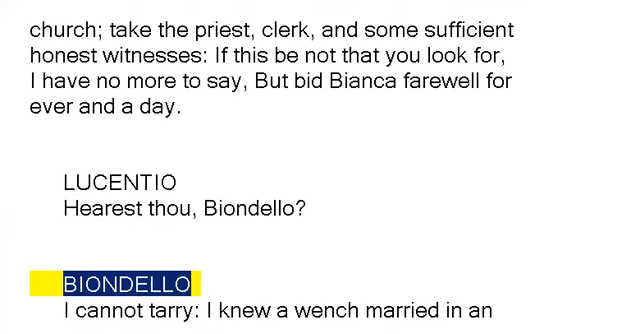 church; take the priest, clerk, and some sufficient
honest witnesses: If this be not that you look for,
I have no more to say, But bid Bianca farewell for
ever and a day.
LUCENTIO
Hearest thou, Biondello?
BIONDELLO
I cannot tarry: I knew a wench married in an